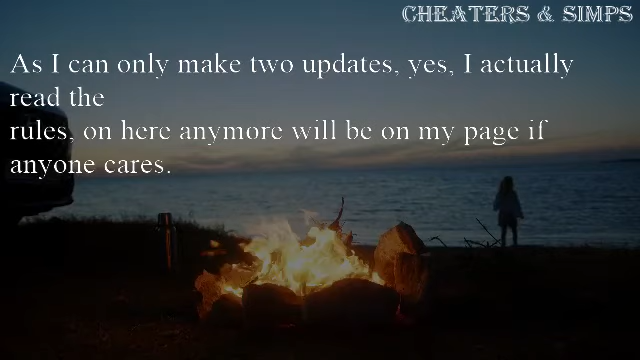 CHEATERS & SIMPS
As I can only make two updates, yes, I actually
read the
rules, on here anymore will be on my page if
anyone cares.